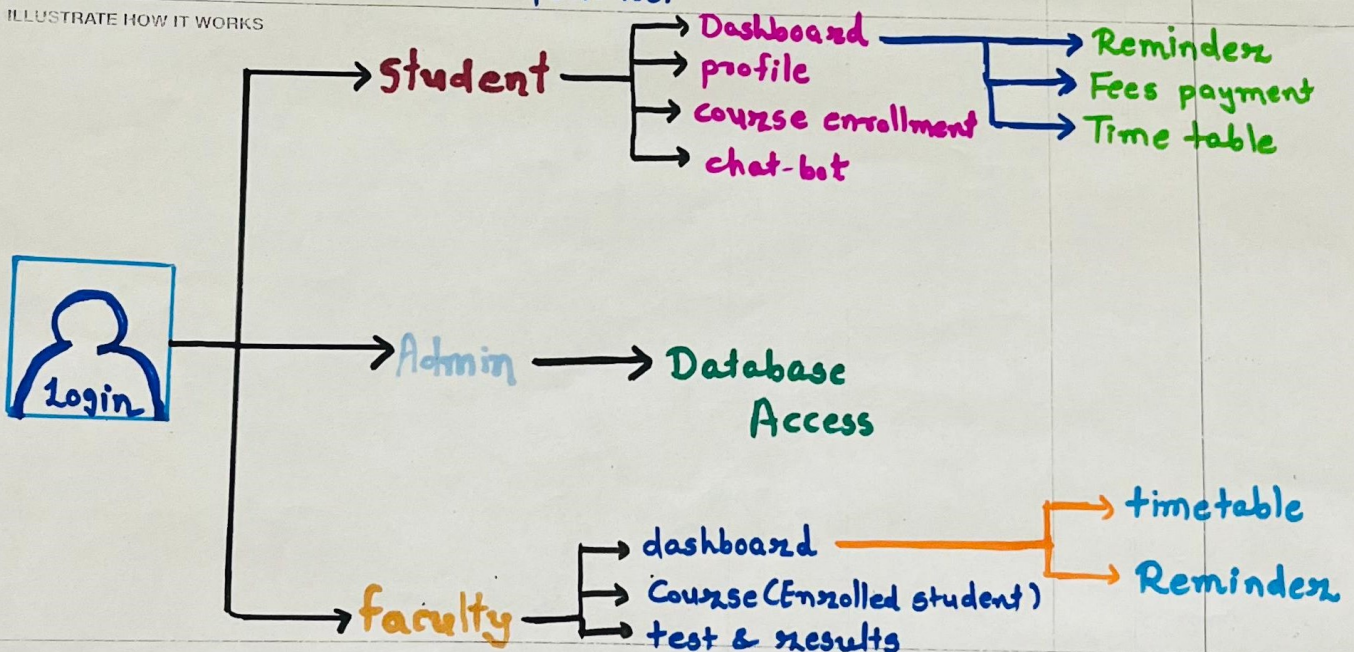 ILLUSTRATE HOW IT WORKS
Student
Dashboard
profile
course enrollment
chat-bot
Reminder
Fees payment
Time table
Login
Admin
Database
Access
faculty
dashboard
Course (Enrolled student)
test & results
timetable
Reminder